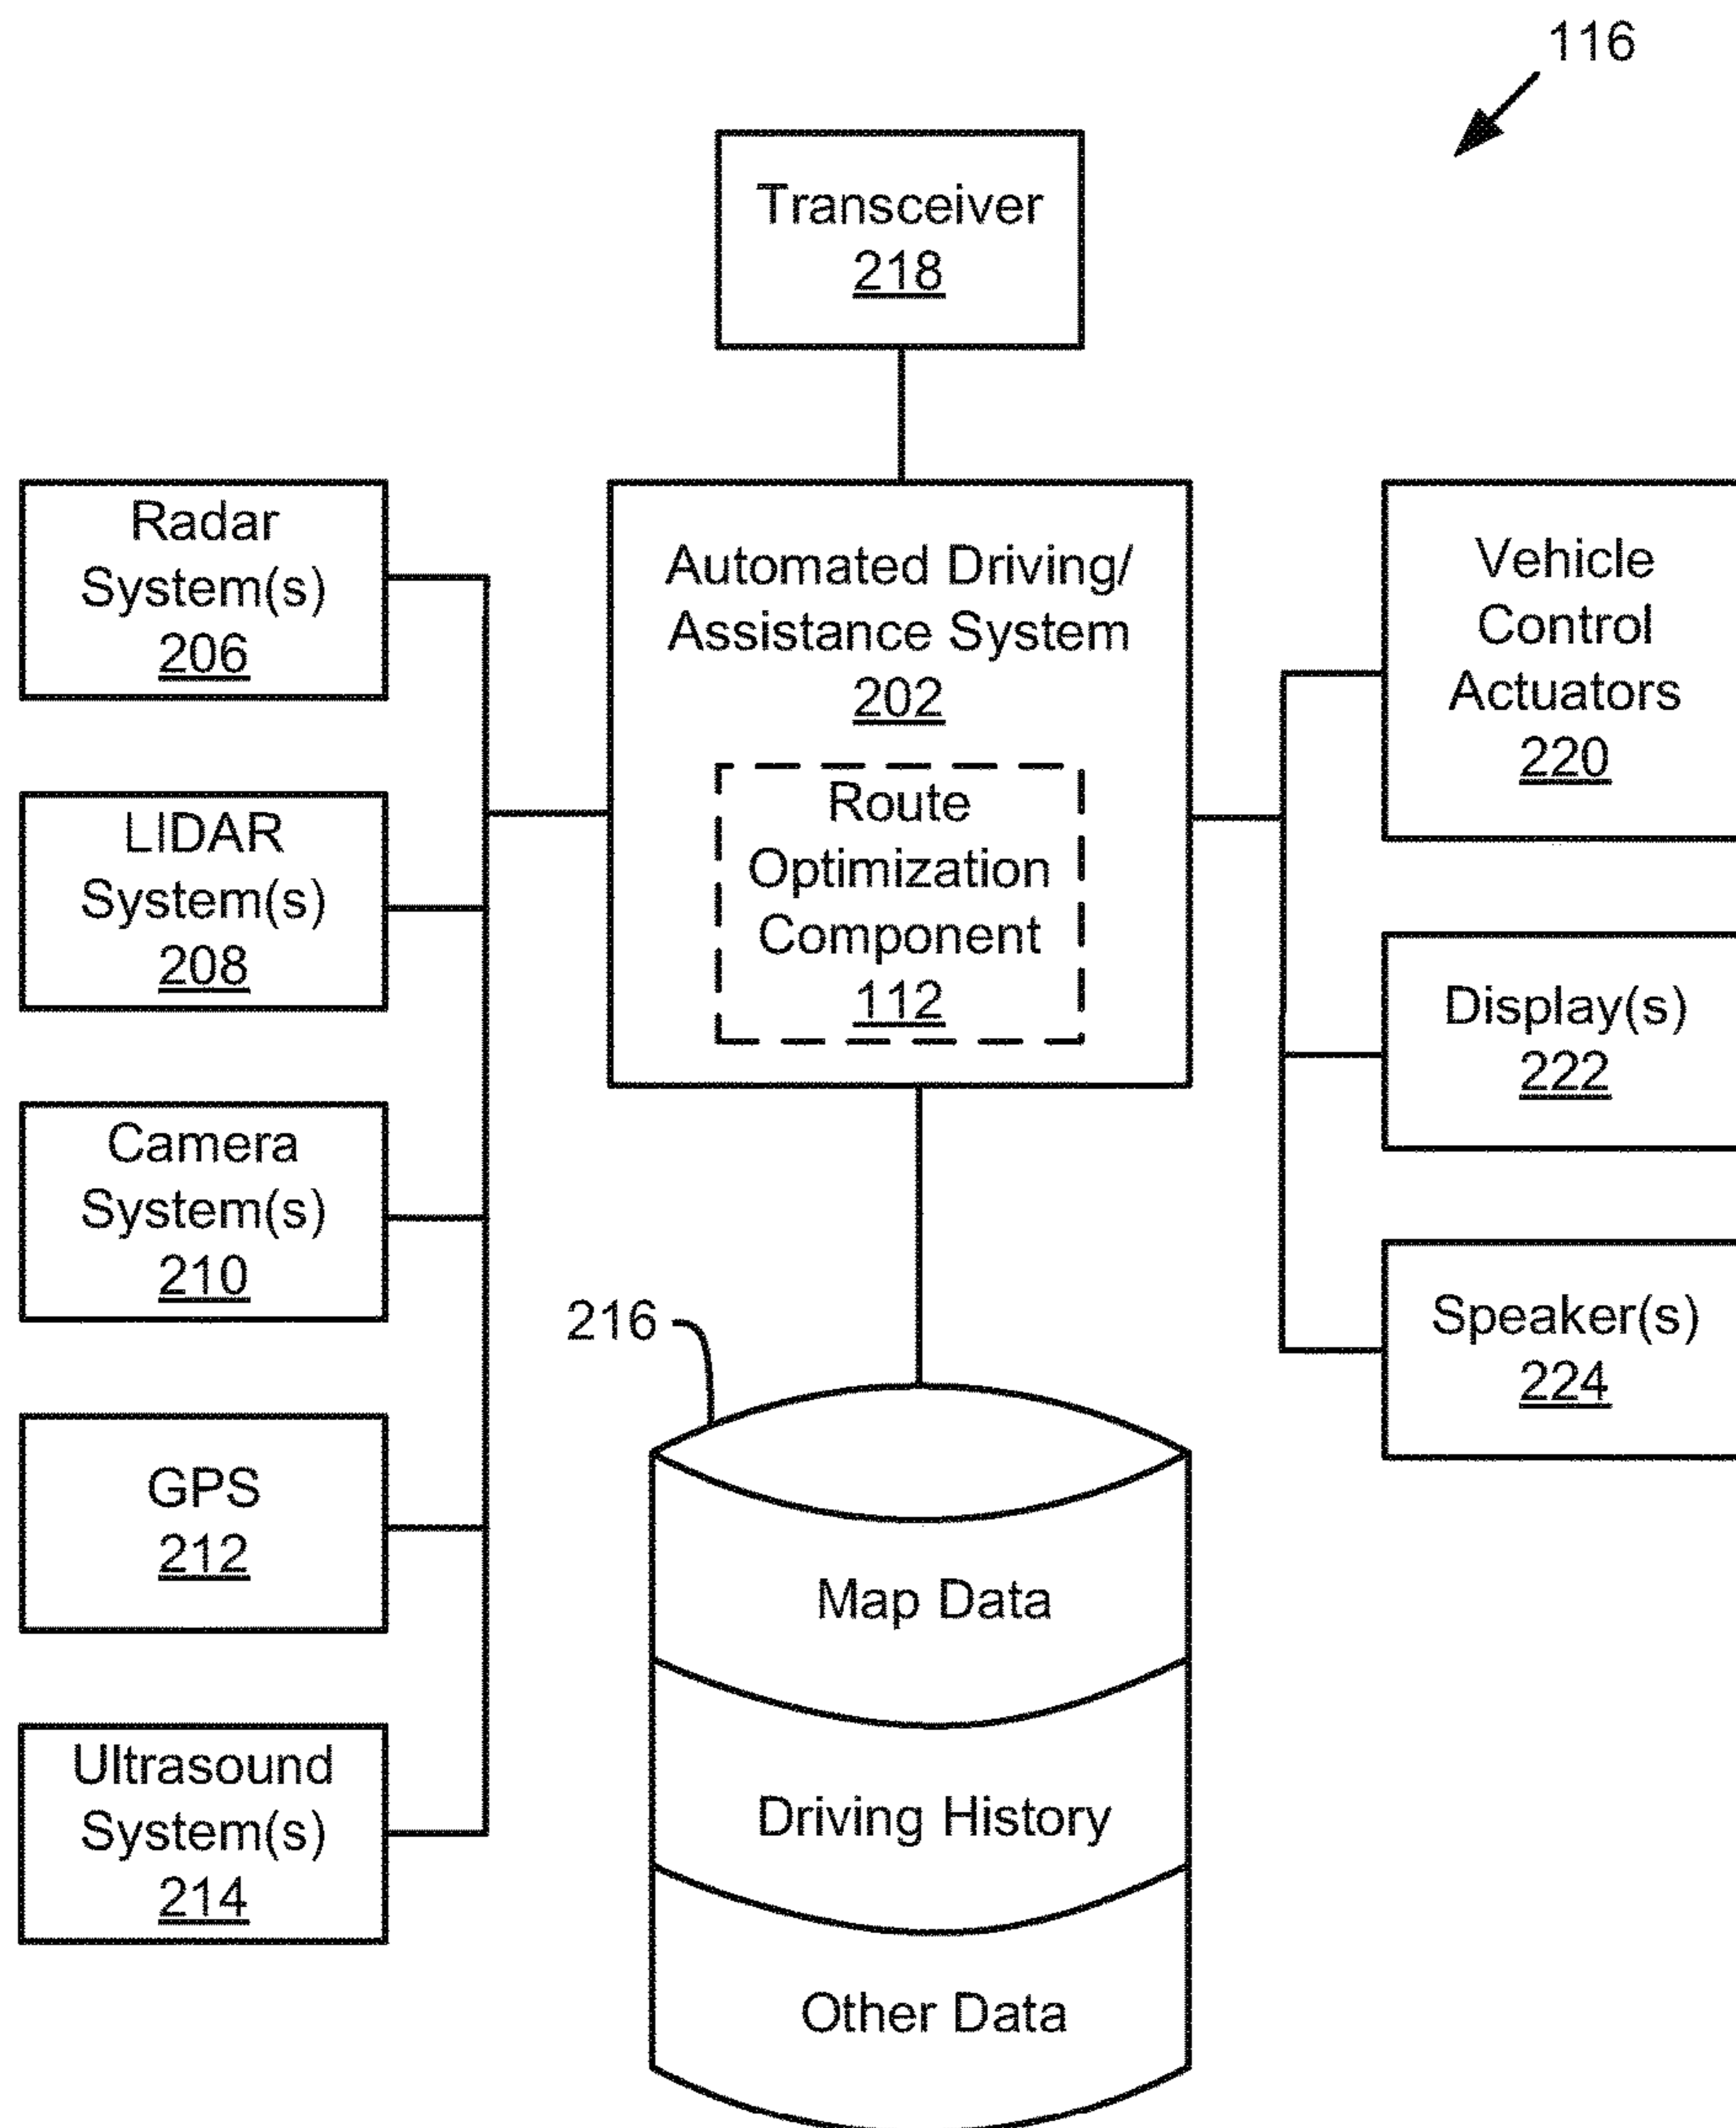 116
Transceiver
218
Radar
System(s)
206
LIDAR
System(s)
208
Camera
System(s)
210
GPS
212
Ultrasound
System(s)
214
Automated Driving/
Assistance System
202
Route
Optimization
Component
112
Vehicle
Control
Actuators
220
Display(s)
222
Speaker(s)
224
216
Map Data
Driving History
Other Data